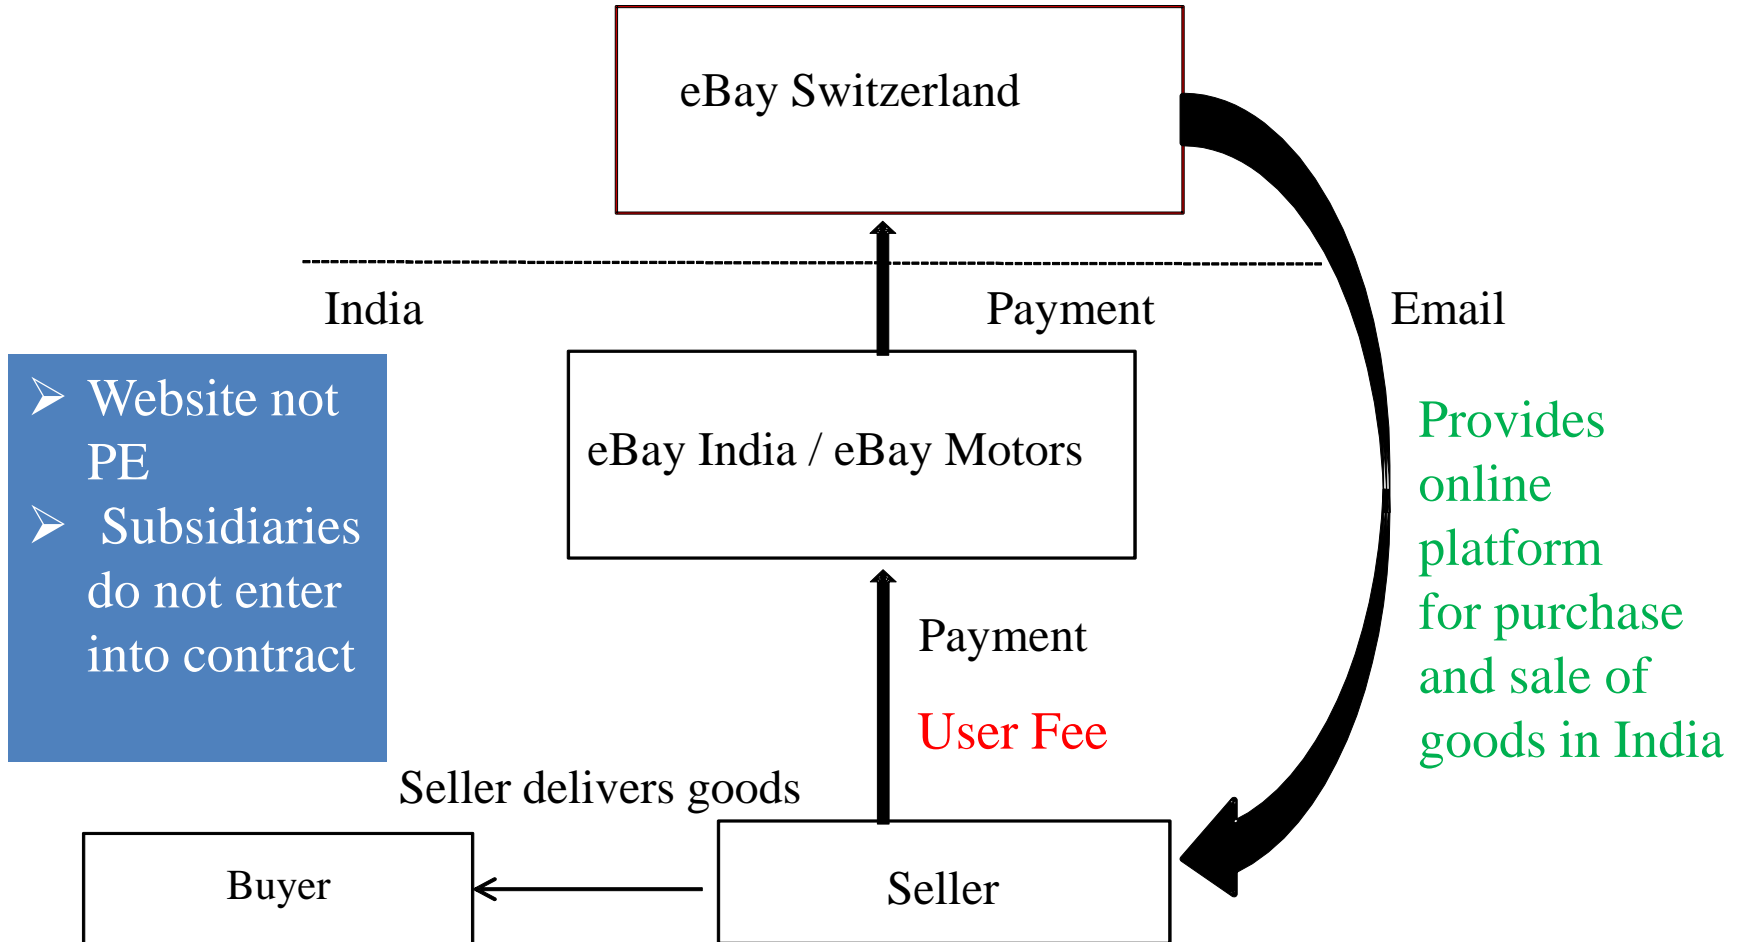 eBay Switzerland
India
Payment
Email
➢ Website not
PE
➢ Subsidiaries
do not enter
into contract
eBay India / eBay Motors
Provides
online
platform
for purchase
and sale of
goods in India
Payment
User Fee
Seller delivers goods
Buyer
Seller